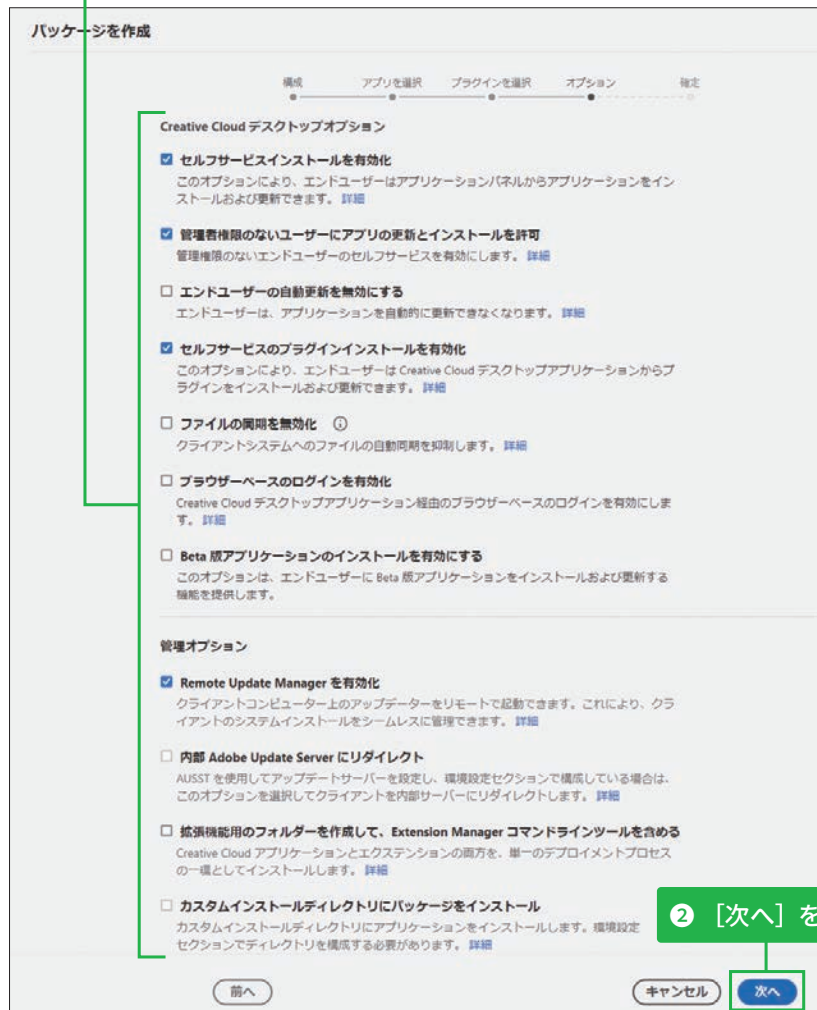 パッケージを作成
構成 アプリを選択 プラグインを選択 オプション 確定
Creative Cloud デスクトップオプション
セルフサービスインストールを有効化
このオプションにより、エンドユーザーはアプリケーションパネルからアプリケーションをイン
ストールおよび更新できます。 詳細
管理者権限のないユーザーにアプリの更新とインストールを許可
管理権限のないエンドユーザーのセルフサービスを有効にします。 詳細
エンドユーザーの自動更新を無効にする
エンドユーザーは、アプリケーションを自動的に更新できなくなります。 詳細
セルフサービスのプラグインインストールを有効化
このオプションにより、エンドユーザーは Creative Cloud デスクトップアプリケーションからプ
ラグインをインストールおよび更新できます。 詳細
ファイルの同期を無効化
クライアントシステムへのファイルの自動同期を抑制します。 詳細
ブラウザーベースのログインを有効化
Creative Cloud デスクトップアプリケーション経由のブラウザーベースのログインを有効にしま
す。 詳細
Beta 版アプリケーションのインストールを有効にする
このオプションは、エンドユーザーに Beta 版アプリケーションをインストールおよび更新する
機能を提供します。
管理オプション
Remote Update Manager を有効化
クライアントコンピューター上のアップデーターをリモートで起動できます。これにより、クラ
イアントのシステムインストールをシームレスに管理できます。 詳細
内部 Adobe Update Server にリダイレクト
AUSST を使用してアップデートサーバーを設定し、環境設定セクションで構成している場合は、
このオプションを選択してクライアントを内部サーバーにリダイレクトします。 詳細
拡張機能用のフォルダーを作成して、Extension Manager コマンドラインツールを含める
Creative Cloud アプリケーションとエクステンションの両方を、単一のデプロイメントプロセス
の一環としてインストールします。 詳細
カスタムインストールディレクトリにパッケージをインストール
カスタムインストールディレクトリにアプリケーションをインストールします。環境設定
セクションでディレクトリを構成する必要があります。 詳細
❷ [次へ] を
前へ キャンセル 次へ